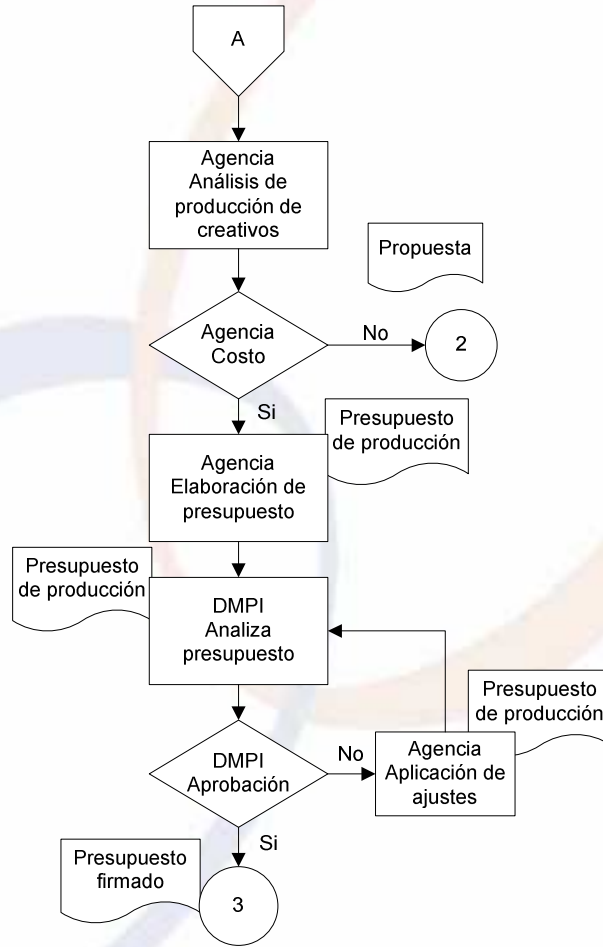 A
Agencia
Análisis de
producción de
creativos
Propuesta
Agencia
Costo
No
2
Si
Presupuesto
de producción
Agencia
Elaboración de
presupuesto
Presupuesto
de producción
DMPI
Analiza
presupuesto
Presupuesto
de producción
DMPI
Aprobación
No
Agencia
Aplicación de
ajustes
Si
Presupuesto
firmado
3